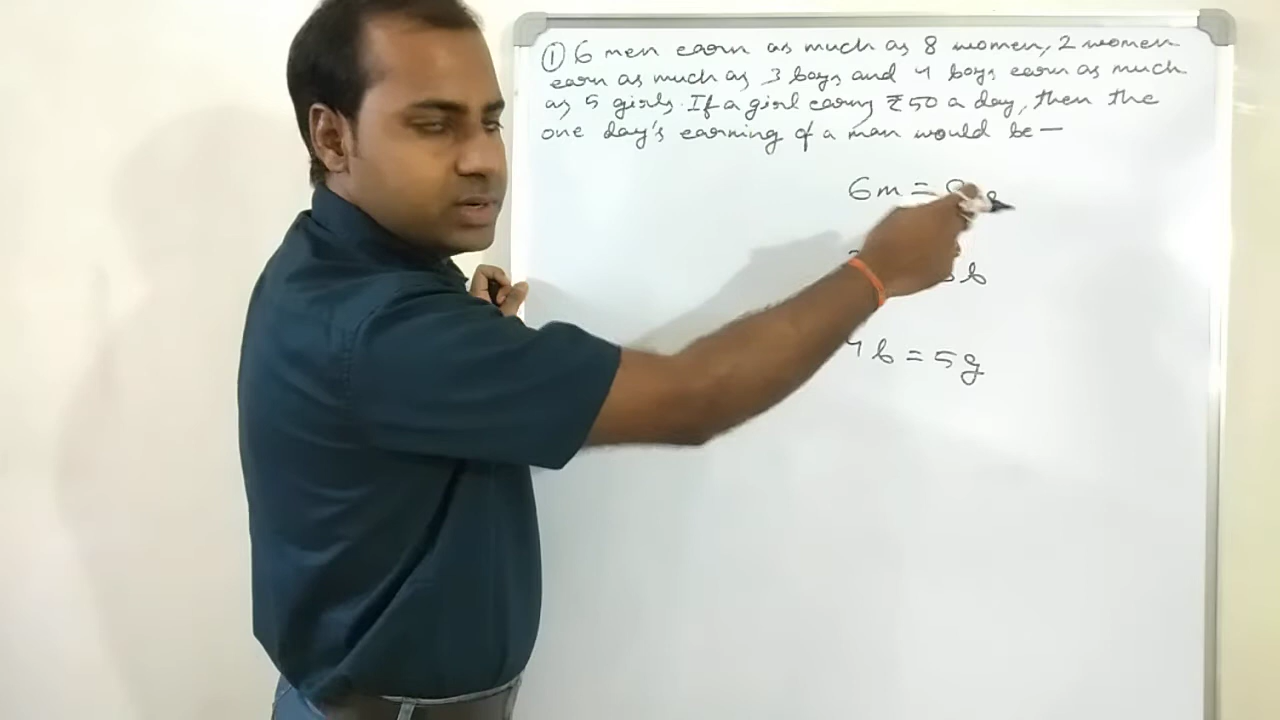 ① 6 men earn as much as 8 women, 2 women
earn as much as 3 boys and 4 boys earn as much
as 5 girls. If a girl earns ₹50 a day, then the
one day's earning of a man would be —
6m =
b
4b = 5g